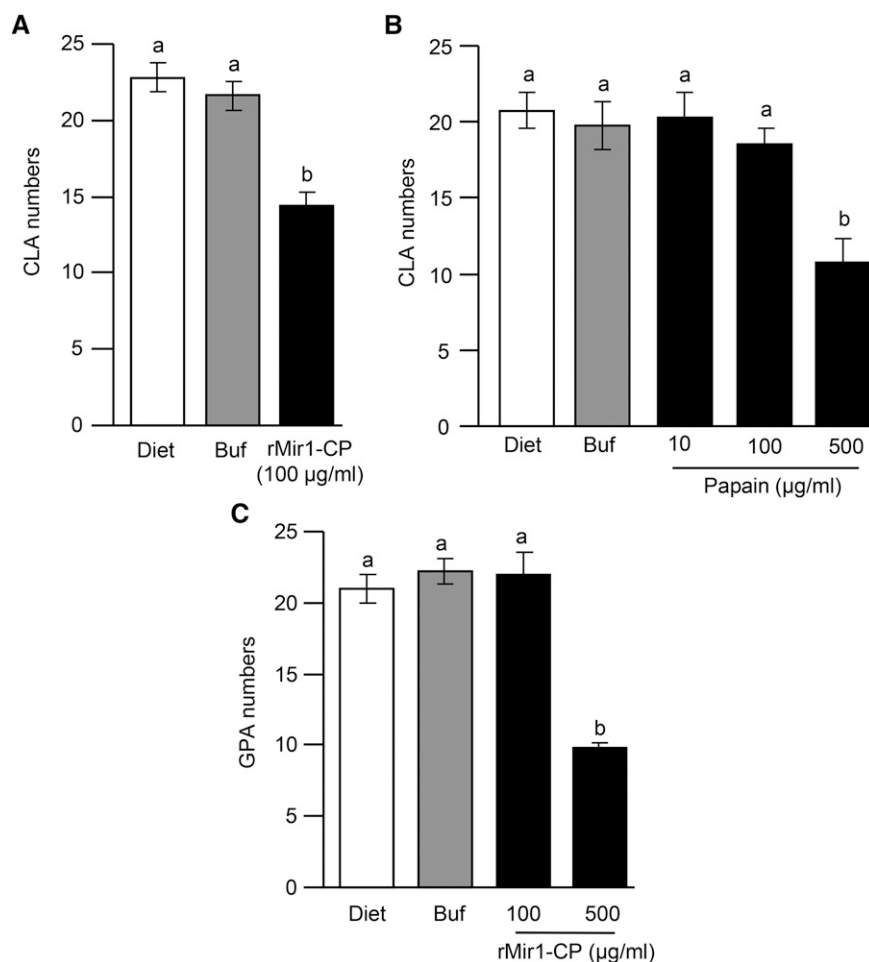 A
CLA numbers
25
20
15
10
5
0
a
a
b
Diet Buf rMir1-CP
(100 µg/ml)
B
CLA numbers
25
20
15
10
5
0
a
a
a
a
b
Diet Buf 10 100 500
Papain (µg/ml)
C
GPA numbers
25
20
15
10
5
0
a
a
a
b
Diet Buf 100 500
rMir1-CP (µg/ml)